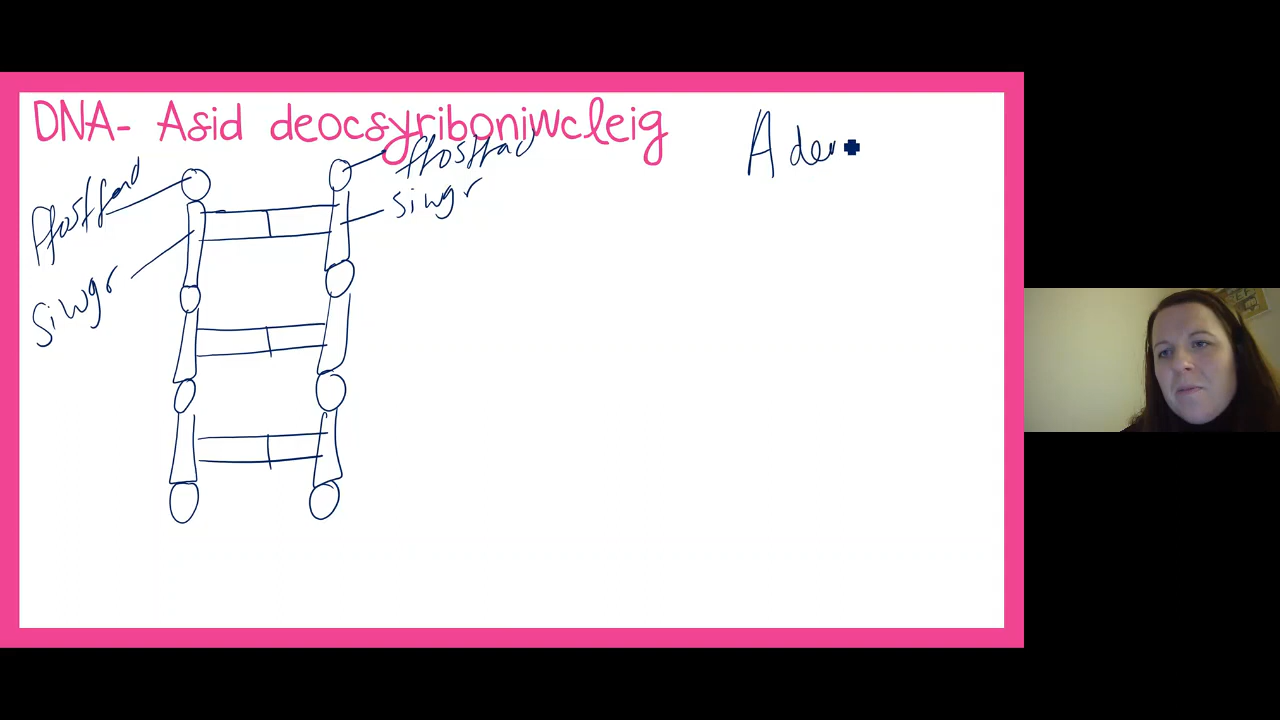 DNA- Asid deocsyriboniwcleig
Ffosffad
siwgr
ffosffad
siwgr
Aden